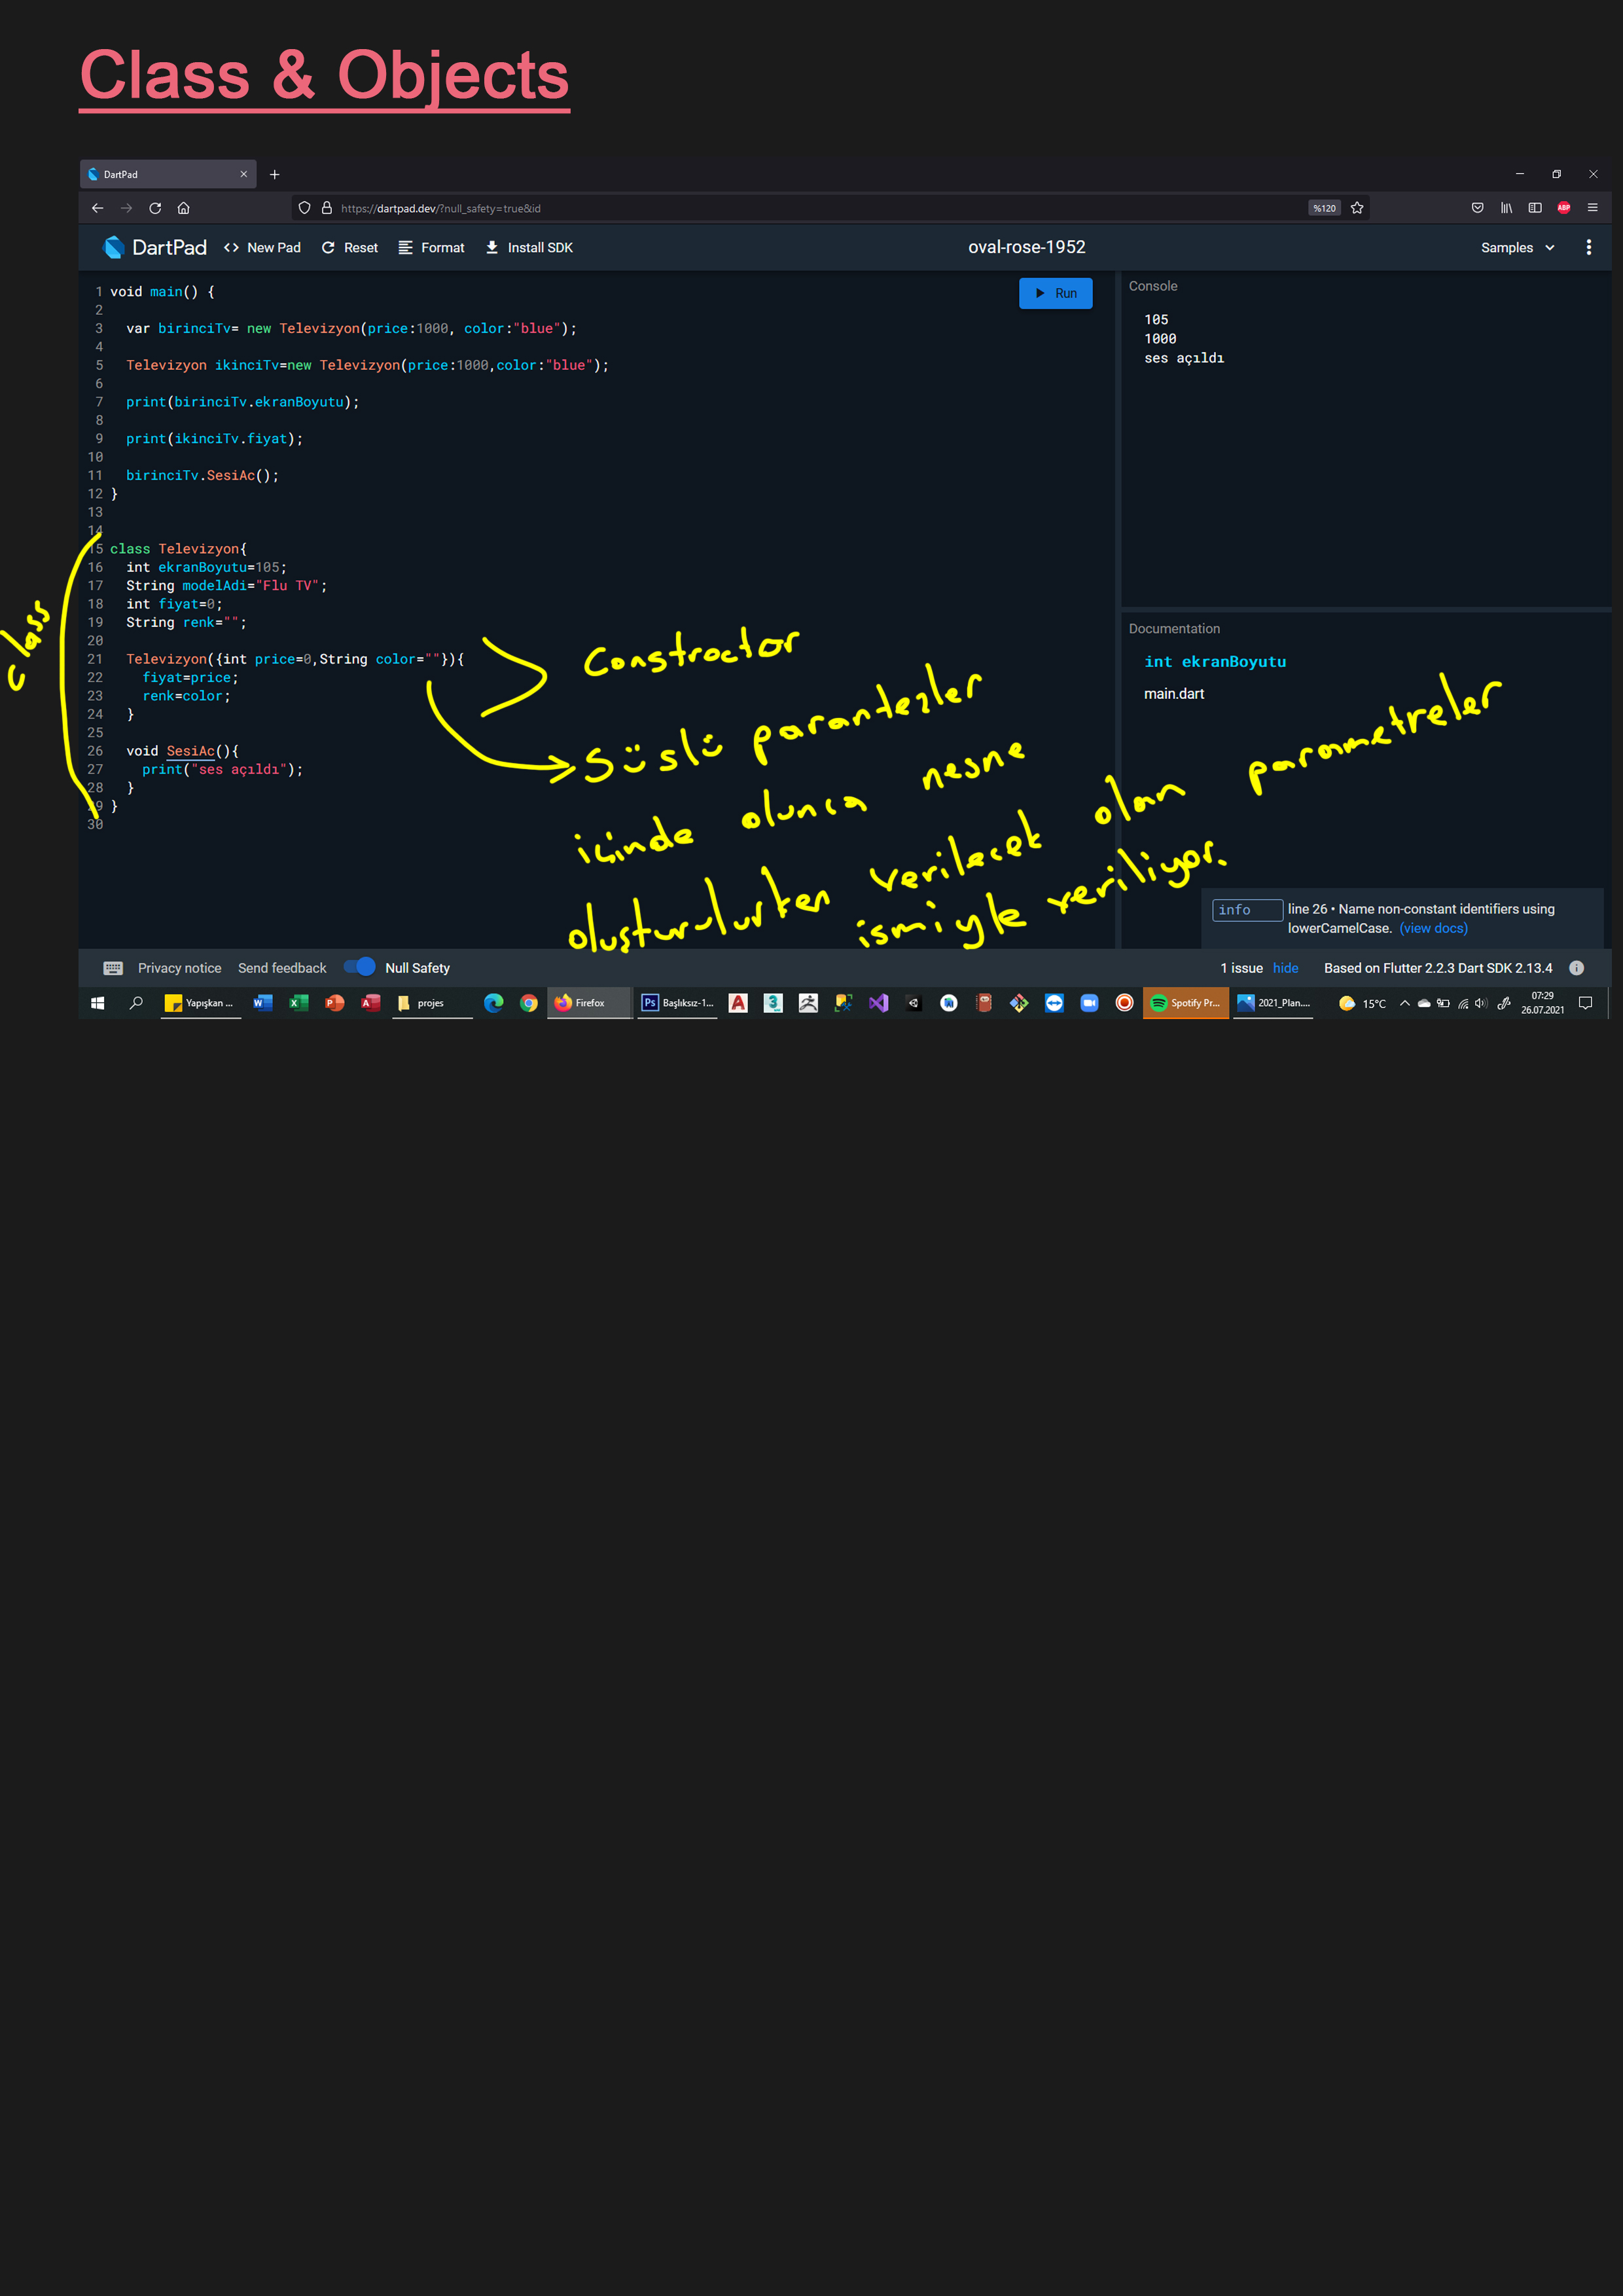 Class & Objects
DartPad
https://dartpad.dev/?null_safety=true&id
%120
ABP
DartPad
<> New Pad
Reset
Format
Install SDK
oval-rose-1952
Samples
Run
1 void main() {
2
3 var birinciTv= new Televizyon(price:1000, color:"blue");
4
5 Televizyon ikinciTv=new Televizyon(price:1000,color:"blue");
6
7 print(birinciTv.ekranBoyutu);
8
9 print(ikinciTv.fiyat);
10
11 birinciTv.SesiAc();
12 }
13
14
15 class Televizyon{
16 int ekranBoyutu=105;
17 String modelAdi="Flu TV";
18 int fiyat=0;
19 String renk="";
20
21 Televizyon({int price=0,String color=""}){
22 fiyat=price;
23 renk=color;
24 }
25
26 void SesiAc(){
27 print("ses açıldı");
28 }
29 }
30
class
Constructor
Süslü parantezler
içinde olunca nesne
oluşturulurken verilecek olan parametreler
ismiyle veriliyor.
Console
105
1000
ses açıldı
Documentation
int ekranBoyutu
main.dart
info line 26 • Name non-constant identifiers using
lowerCamelCase. (view docs)
Privacy notice
Send feedback
Null Safety
1 issue hide
Based on Flutter 2.2.3 Dart SDK 2.13.4
Yapışkan ...
projes
Firefox
Ps Başlıksız-1...
Spotify Pr...
2021_Plan....
15°C
07:29
26.07.2021